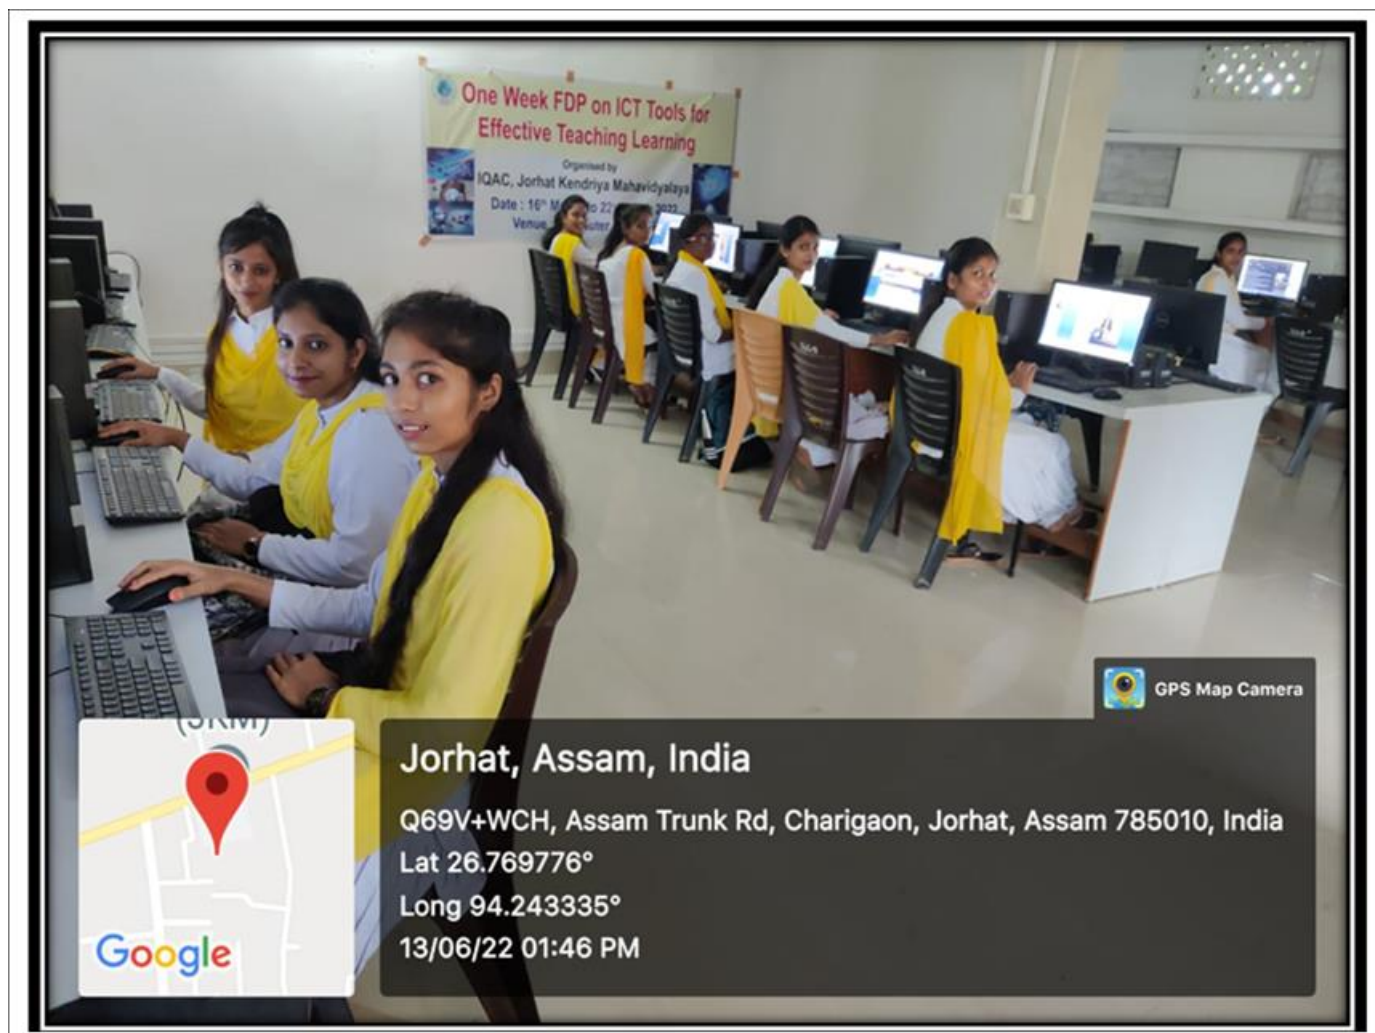 One Week FDP on ICT Tools for
Effective Teaching Learning
Organised by
IQAC, Jorhat Kendriya Mahavidyalaya
Date : 16th to 22
Venue
GPS Map Camera
Jorhat, Assam, India
Q69V+WCH, Assam Trunk Rd, Charigaon, Jorhat, Assam 785010, India
Lat 26.769776°
Long 94.243335°
13/06/22 01:46 PM
Google